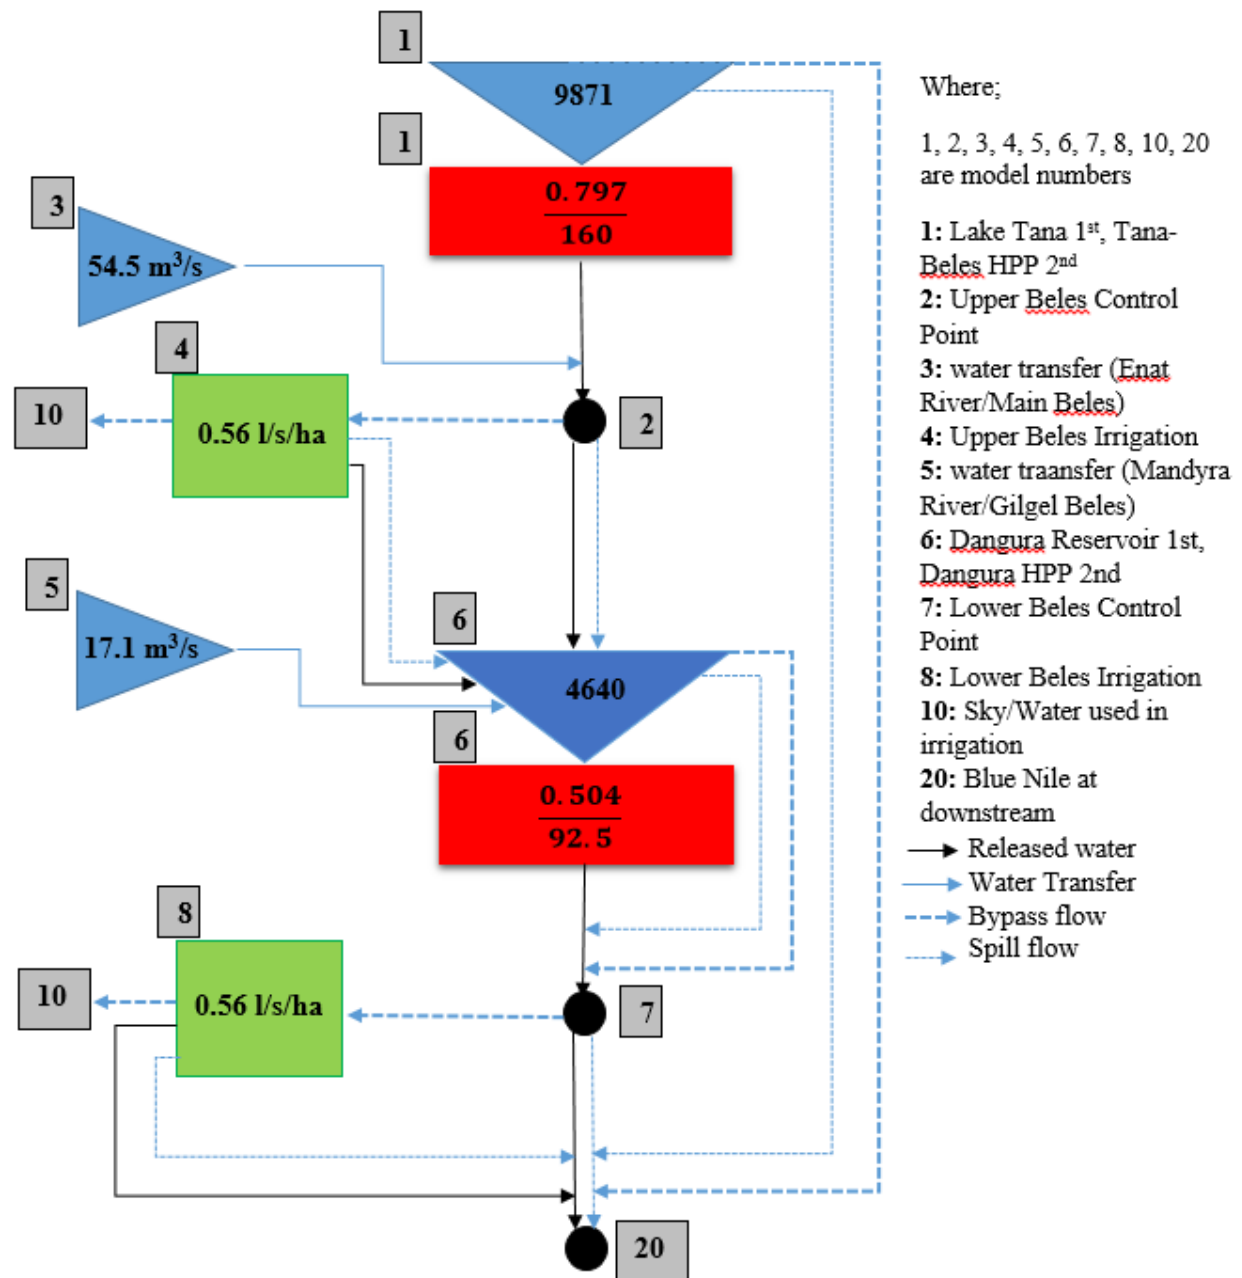 1
9871
1
0.797
160
3
54.5 m³/s
4
10
0.56 l/s/ha
2
5
17.1 m³/s
6
4640
6
0.504
92.5
8
10
0.56 l/s/ha
7
20
Where;
1, 2, 3, 4, 5, 6, 7, 8, 10, 20
are model numbers
1: Lake Tana 1st, Tana-
Beles HPP 2nd
2: Upper Beles Control
Point
3: water transfer (Enat
River/Main Beles)
4: Upper Beles Irrigation
5: water traansfer (Mandyra
River/Gilgel Beles)
6: Dangura Reservoir 1st,
Dangura HPP 2nd
7: Lower Beles Control
Point
8: Lower Beles Irrigation
10: Sky/Water used in
irrigation
20: Blue Nile at
downstream
Released water
Water Transfer
Bypass flow
Spill flow